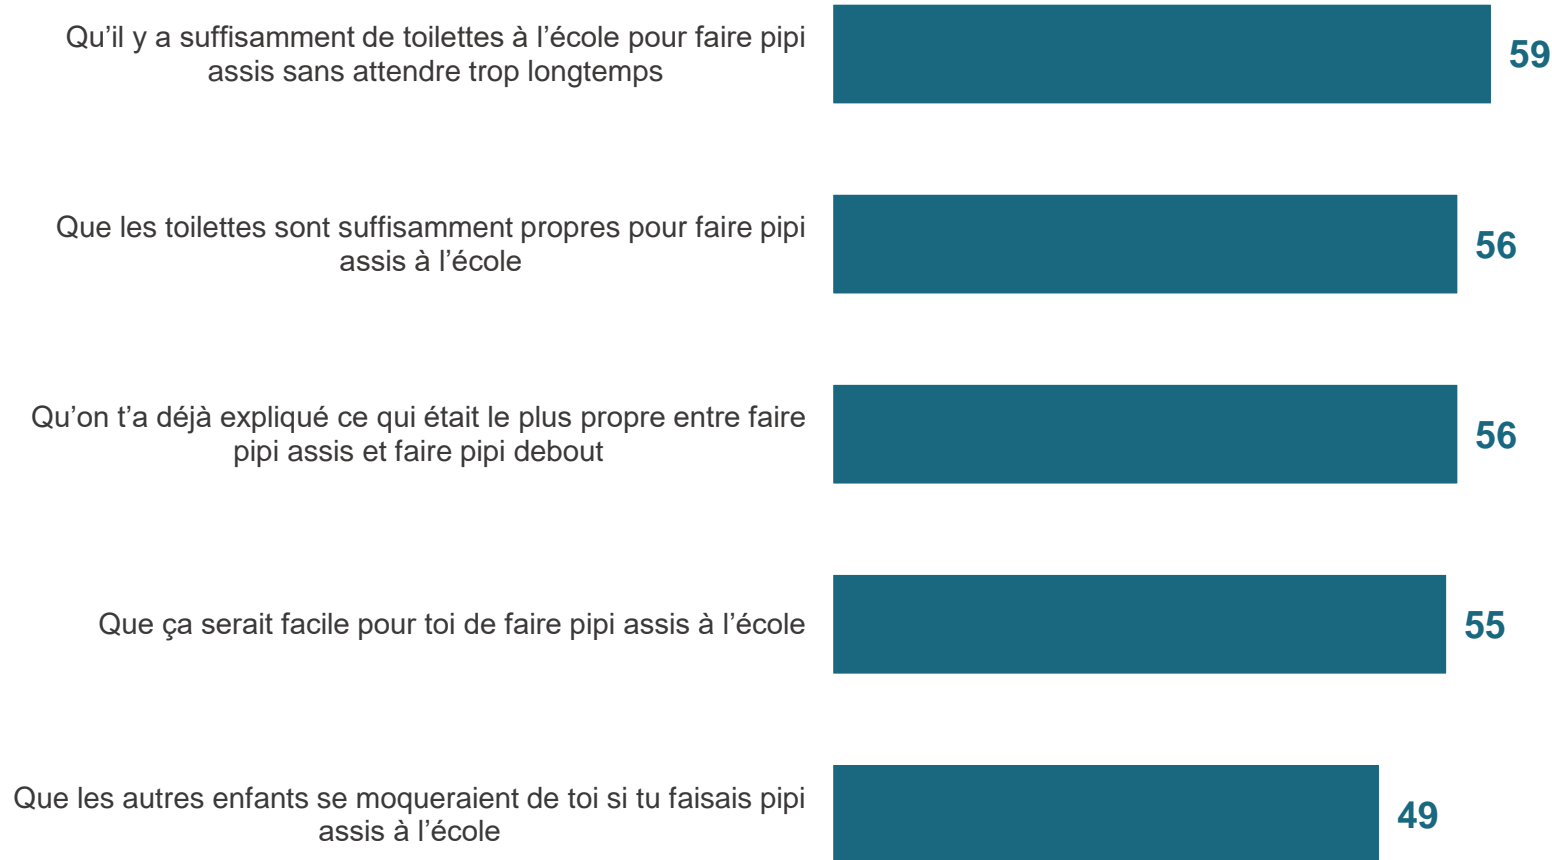 Qu’il y a suffisamment de toilettes à l’école pour faire pipi
assis sans attendre trop longtemps
59
Que les toilettes sont suffisamment propres pour faire pipi
assis à l’école
56
Qu’on t’a déjà expliqué ce qui était le plus propre entre faire
pipi assis et faire pipi debout
56
Que ça serait facile pour toi de faire pipi assis à l’école
55
Que les autres enfants se moqueraient de toi si tu faisais pipi
assis à l’école
49